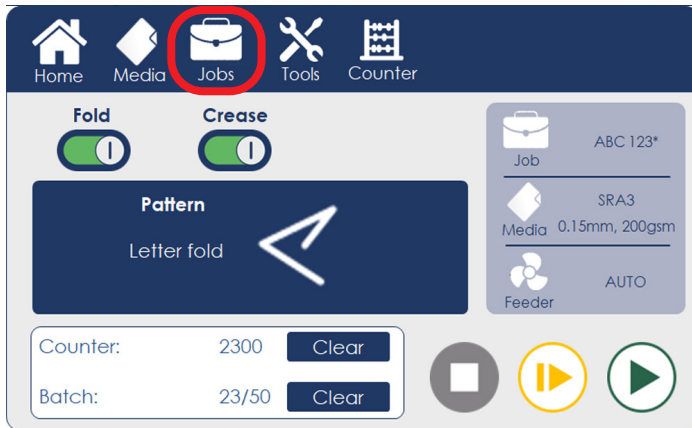 Home Media Jobs Tools Counter
Fold Crease
Pattern
Letter fold
Job ABC 123*
Media SRA3
0.15mm, 200gsm
Feeder AUTO
Counter: 2300 Clear
Batch: 23/50 Clear